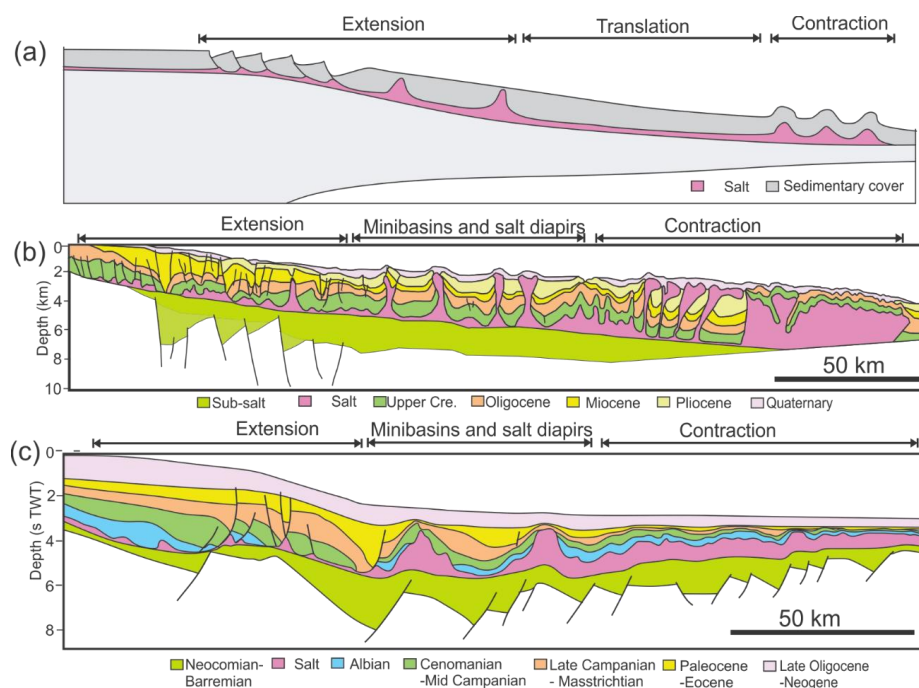 Extension Translation Contraction
(a)
Salt Sedimentary cover
Extension Minibasins and salt diapirs Contraction
(b)
0
2
4
6
8
10
Depth (km)
50 km
Sub-salt Salt Upper Cre. Oligocene Miocene Pliocene Quaternary
Extension Minibasins and salt diapirs Contraction
(c)
0
2
4
6
8
Depth (s TWT)
50 km
Neocomian- Salt Albian Cenomanian Late Campanian Paleocene Late Oligocene
Barremian -Mid Campanian - Masstrichtian -Eocene -Neogene